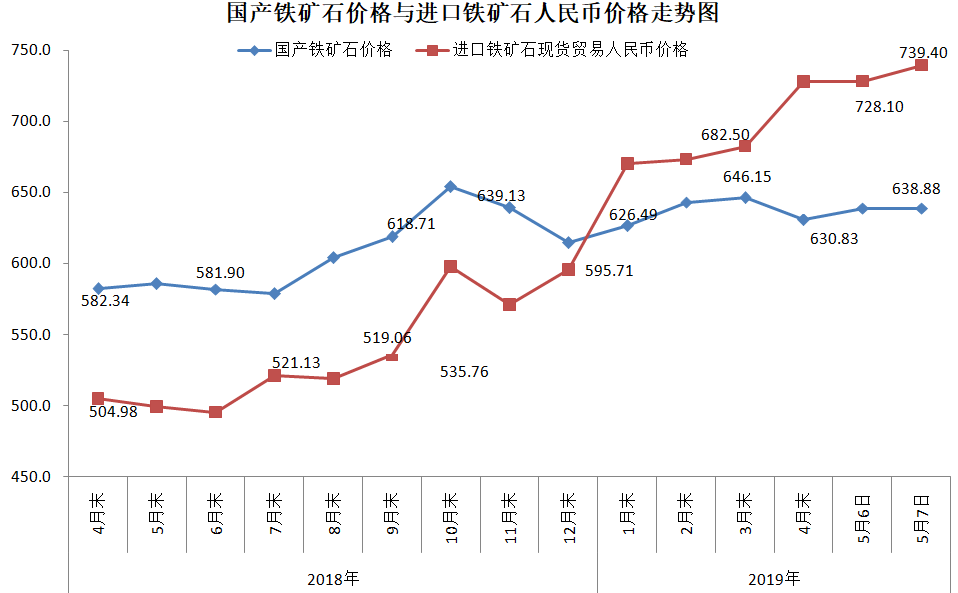 国产铁矿石价格与进口铁矿石人民币价格走势图
国产铁矿石价格 进口铁矿石现货贸易人民币价格
750.0
700.0
650.0
600.0
550.0
500.0
450.0
739.40
728.10
682.50
646.15
638.88
639.13
618.71
626.49
630.83
581.90
582.34
595.71
519.06
535.76
521.13
504.98
4月末
5月末
6月末
7月末
8月末
9月末
10月末
11月末
12月末
1月末
2月末
3月末
4月末
5月6日
5月7日
2018年 2019年